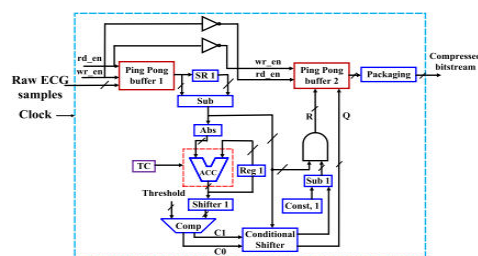 rd_en
wr_en
Raw ECG
samples
Clock
Ping Pong
buffer 1
SR 1
Sub
Abs
TC
ACC
Reg 1
Shifter 1
Threshold
Comp
C1
C0
Conditional
Shifter
wr_en
rd_en
Ping Pong
buffer 2
R
Q
Sub 1
Const, 1
Packaging
Compressed
bitstream